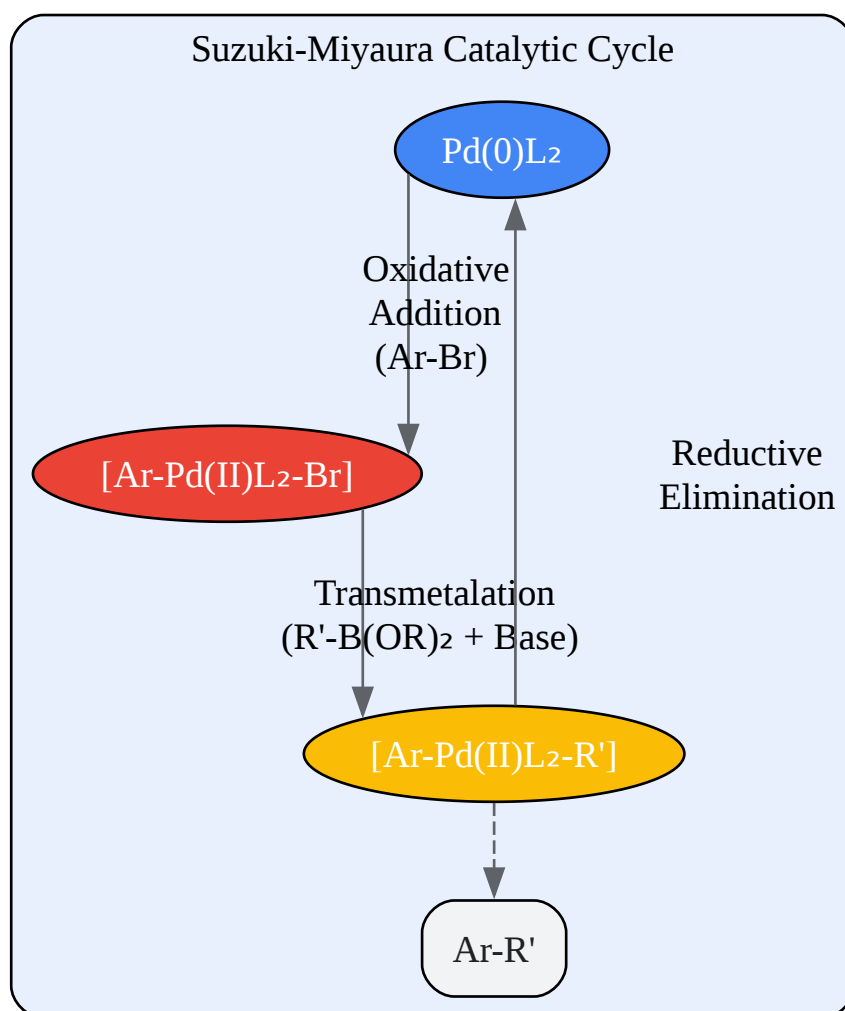 Suzuki-Miyaura Catalytic Cycle
Pd(0)L₂
Oxidative
Addition
(Ar-Br)
[Ar-Pd(II)L₂-Br]
Reductive
Elimination
Transmetalation
(R'-B(OR)₂ + Base)
[Ar-Pd(II)L₂-R']
Ar-R'